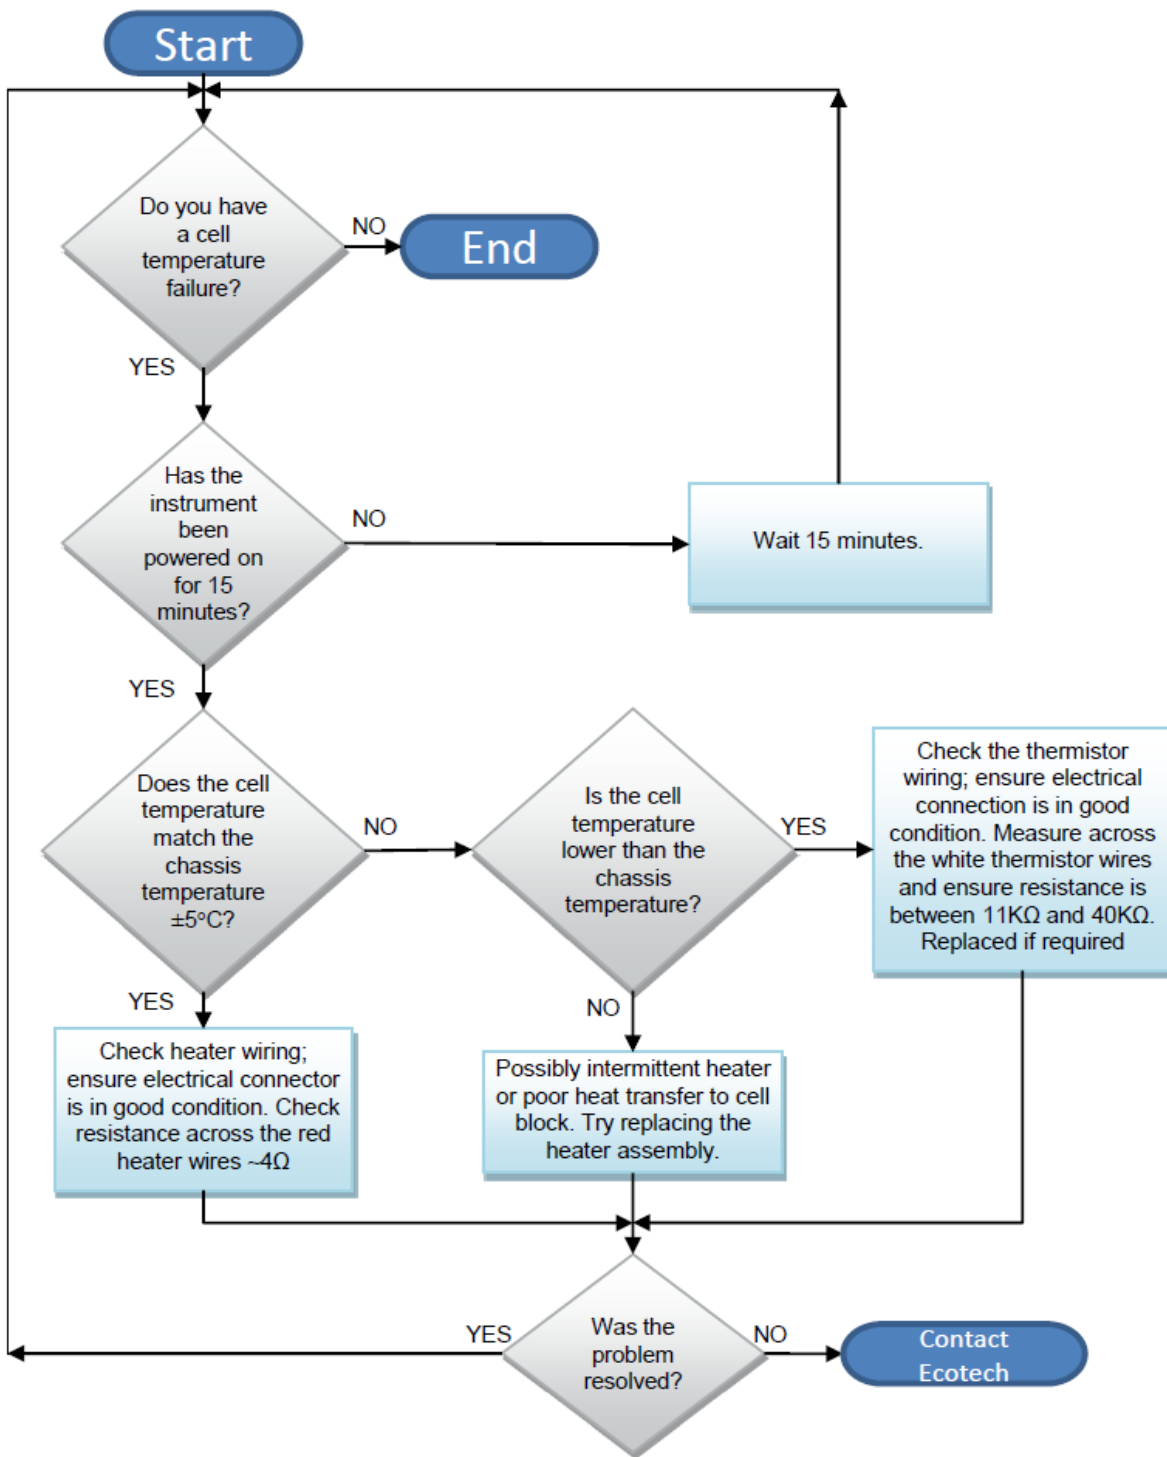 Start
Do you have
a cell
temperature
failure?
NO
End
YES
Has the
instrument
been
powered on
for 15
minutes?
NO
Wait 15 minutes.
YES
Does the cell
temperature
match the
chassis
temperature
±5°C?
NO
Is the cell
temperature
lower than the
chassis
temperature?
YES
Check the thermistor
wiring; ensure electrical
connection is in good
condition. Measure across
the white thermistor wires
and ensure resistance is
between 11KΩ and 40KΩ.
Replaced if required
YES
Check heater wiring;
ensure electrical connector
is in good condition. Check
resistance across the red
heater wires ~4Ω
NO
Possibly intermittent heater
or poor heat transfer to cell
block. Try replacing the
heater assembly.
Was the
problem
resolved?
YES
NO
Contact
Ecotech